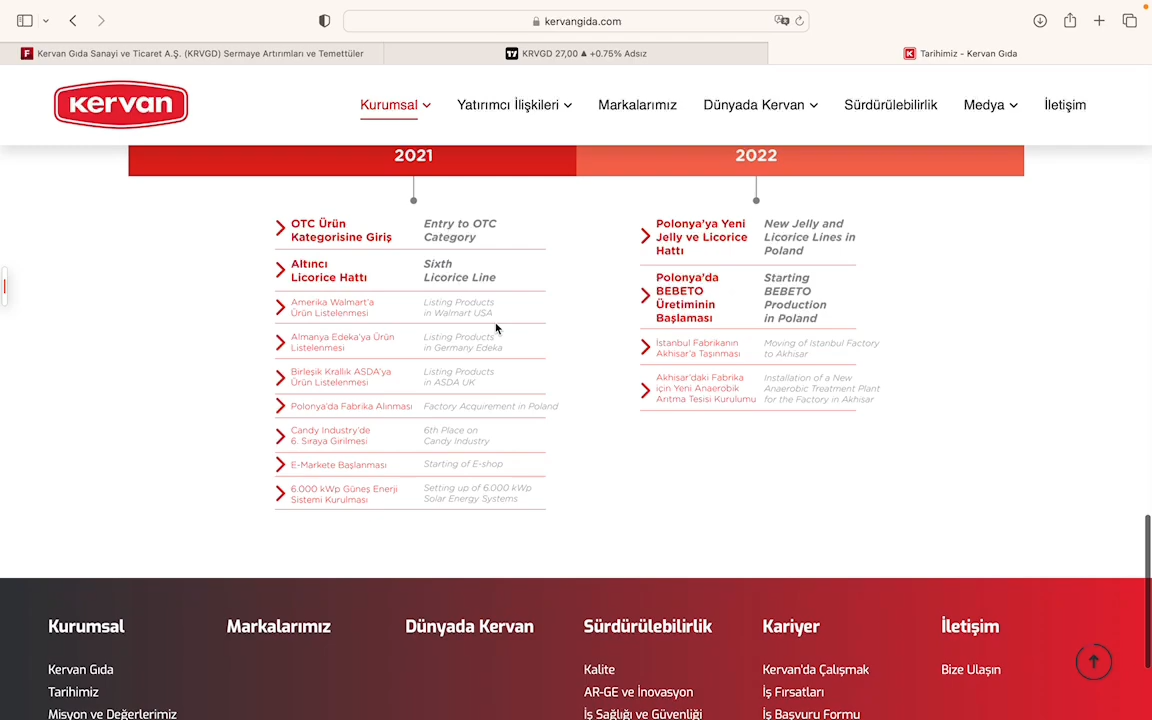 kervangida.com
Kervan Gıda Sanayi ve Ticaret A.Ş. (KRVGD) Sermaye Artırımları ve Temettüler
KRVGD 27,00 ▲ +0.75% Adsız
Tarihimiz - Kervan Gıda
Kervan
Kurumsal
Yatırımcı İlişkileri
Markalarımız
Dünyada Kervan
Sürdürülebilirlik
Medya
İletişim
2021
2022
OTC Ürün
Kategorisine Giriş
Entry to OTC
Category
Altıncı
Licorice Hattı
Sixth
Licorice Line
Amerika Walmart'a
Ürün Listelenmesi
Listing Products
in Walmart USA
Almanya Edeka'ya Ürün
Listelenmesi
Listing Products
in Germany Edeka
Birleşik Krallık ASDA'ya
Ürün Listelenmesi
Listing Products
in ASDA UK
Polonya'da Fabrika Alınması
Factory Acquirement in Poland
Candy Industry'de
6. Sıraya Girilmesi
6th Place on
Candy Industry
E-Markete Başlanması
Starting of E-shop
6.000 kWp Güneş Enerji
Sistemi Kurulması
Setting up of 6.000 kWp
Solar Energy Systems
Polonya'ya Yeni
Jelly ve Licorice
Hattı
New Jelly and
Licorice Lines in
Poland
Polonya'da
BEBETO
Üretiminin
Başlaması
Starting
BEBETO
Production
in Poland
İstanbul Fabrikanın
Akhisar'a Taşınması
Moving of Istanbul Factory
to Akhisar
Akhisar'daki Fabrika
için Yeni Anaerobik
Arıtma Tesisi Kurulumu
Installation of a New
Anaerobic Treatment Plant
for the Factory in Akhisar
Kurumsal
Kervan Gıda
Tarihimiz
Misyon ve Değerlerimiz
Markalarımız
Dünyada Kervan
Sürdürülebilirlik
Kalite
AR-GE ve İnovasyon
İş Sağlığı ve Güvenliği
Kariyer
Kervan'da Çalışmak
İş Fırsatları
İş Başvuru Formu
İletişim
Bize Ulaşın